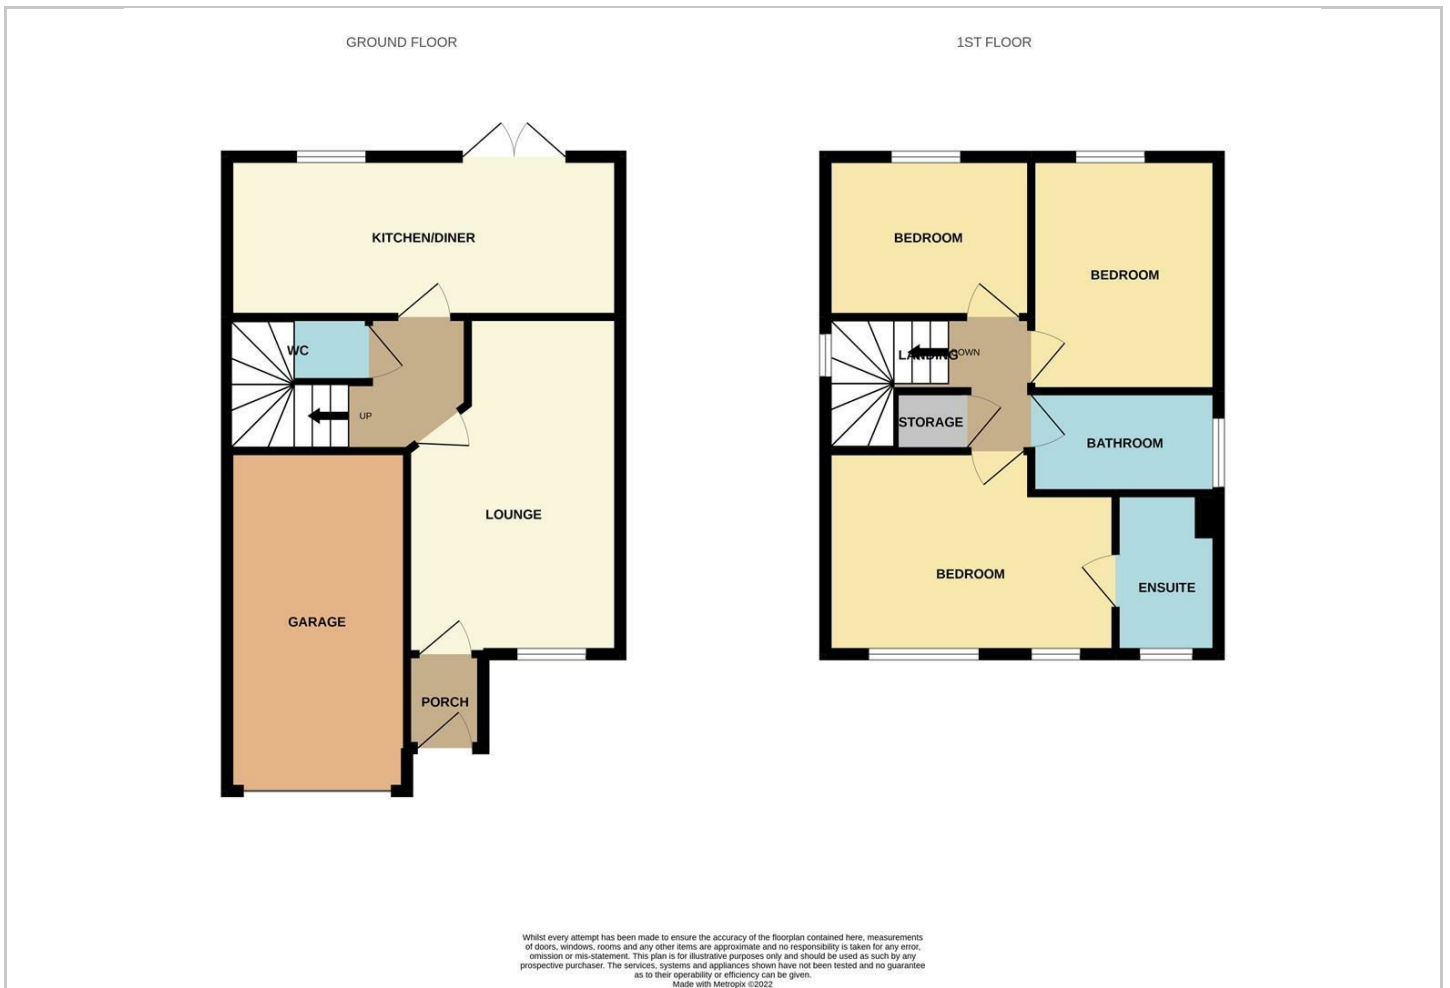 GROUND FLOOR
KITCHEN/DINER
WC
UP
LOUNGE
GARAGE
PORCH
1ST FLOOR
BEDROOM
BEDROOM
LANDING
DOWN
STORAGE
BATHROOM
BEDROOM
ENSUITE
Whilst every attempt has been made to ensure the accuracy of the floorplan contained here, measurements
of doors, windows, rooms and any other items are approximate and no responsibility is taken for any error,
omission or mis-statement. This plan is for illustrative purposes only and should be used as such by any
prospective purchaser. The services, systems and appliances shown have not been tested and no guarantee
as to their operability or efficiency can be given.
Made with Metropix ©2022